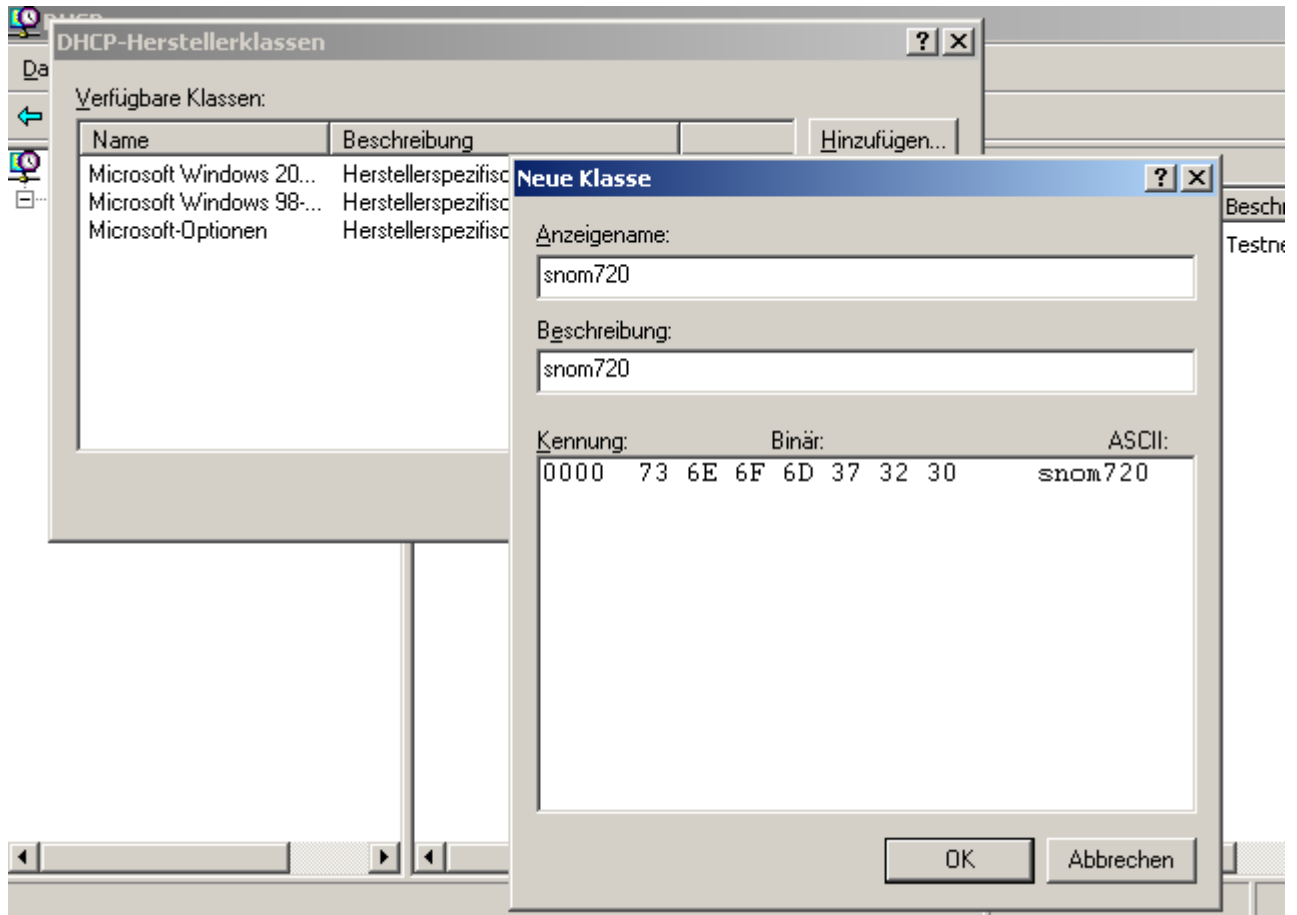 DHCP
DHCP-Herstellerklassen
Da
Verfügbare Klassen:
Name Beschreibung
Hinzufügen...
Microsoft Windows 20... Herstellerspezifisc
Microsoft Windows 98-... Herstellerspezifisc
Microsoft-Optionen Herstellerspezifisc
Neue Klasse
Anzeigename:
snom720
Beschreibung:
snom720
Kennung: Binär: ASCII:
0000 73 6E 6F 6D 37 32 30 snom720
OK Abbrechen
Besch
Testne